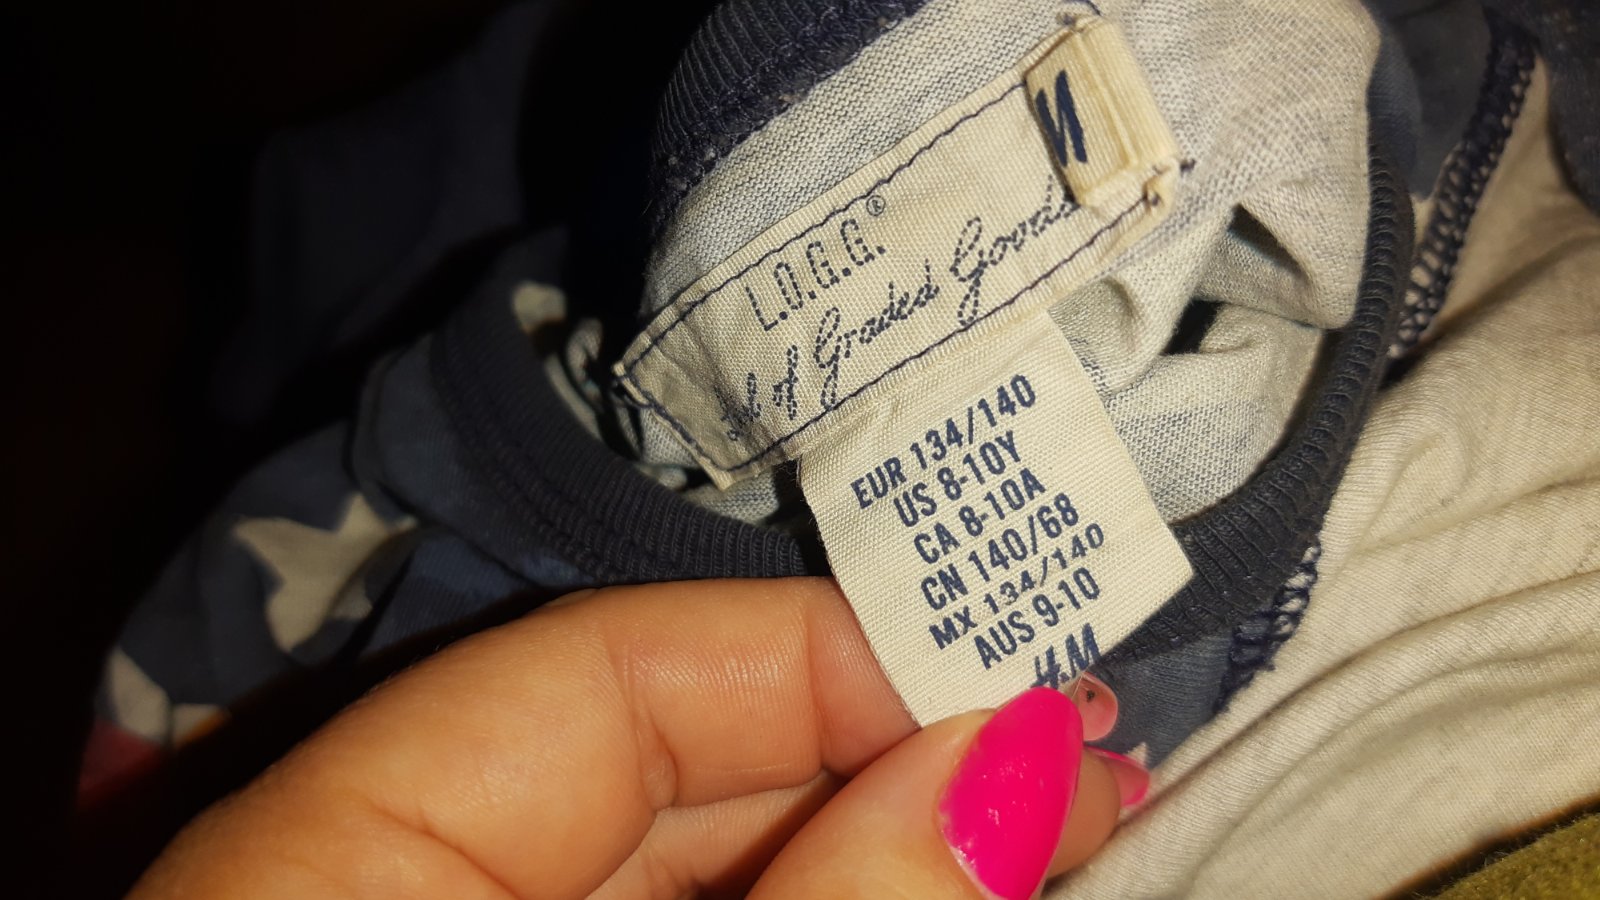 L.O.G.G.®
of Graded Goods
EUR 134/140
US 8-10Y
CA 8-10A
CN 140/68
MX 134/140
AUS 9-10
H&M